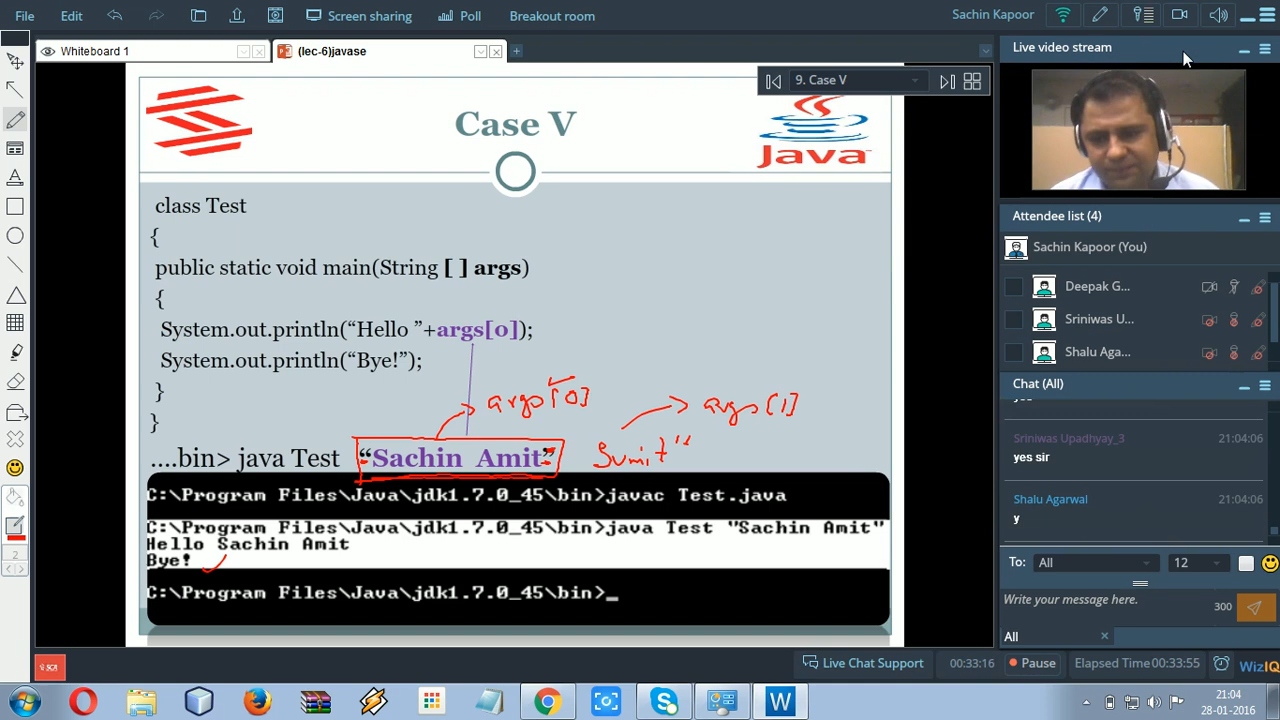 File Edit Screen sharing Poll Breakout room Sachin Kapoor
Whiteboard 1 (lec-6)javase
9. Case V
Case V
Java
class Test
{
public static void main(String [ ] args)
{
System.out.println(“Hello ”+args[0]);
System.out.println(“Bye!”);
}
}
args[0] args[1]
....bin> java Test “Sachin Amit” Sumit"
C:\Program Files\Java\jdk1.7.0_45\bin>javac Test.java
C:\Program Files\Java\jdk1.7.0_45\bin>java Test "Sachin Amit"
Hello Sachin Amit
Bye!
C:\Program Files\Java\jdk1.7.0_45\bin>_
2
Live video stream
Attendee list (4)
Sachin Kapoor (You)
Deepak G...
Sriniwas U...
Shalu Aga...
Chat (All)
Sriniwas Upadhyay_3 21:04:06
yes sir
Shalu Agarwal 21:04:06
y
To: All 12
Write your message here. 300
All
Live Chat Support 00:33:16 Pause Elapsed Time 00:33:55 WizIQ
SCA
W
21:04
28-01-2016